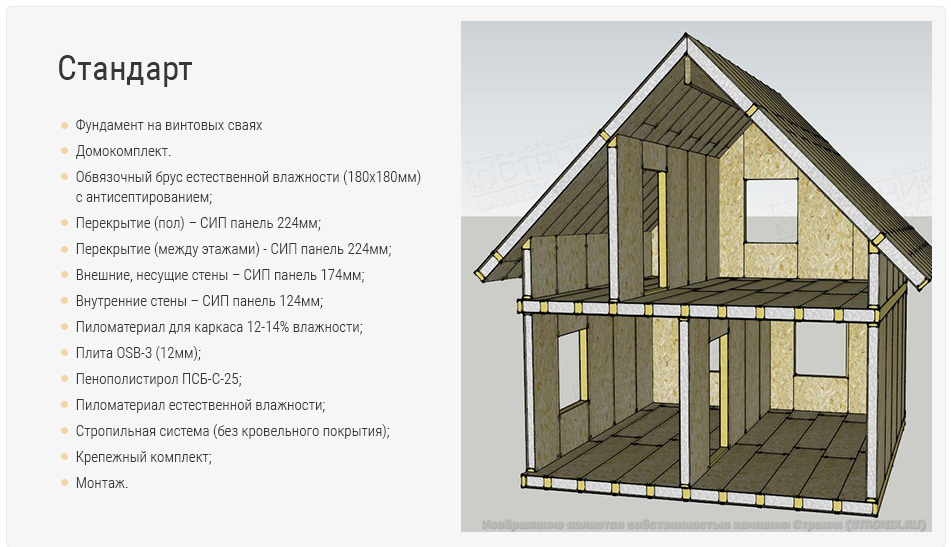 Стандарт
Фундамент на винтовых сваях
Домокомплект.
Обвязочный брус естественной влажности (180х180мм)
с антисептированием;
Перекрытие (пол) – СИП панель 224мм;
Перекрытие (между этажами) - СИП панель 224мм;
Внешние, несущие стены – СИП панель 174мм;
Внутренние стены – СИП панель 124мм;
Пиломатериал для каркаса 12-14% влажности;
Плита OSB-3 (12мм);
Пенополистирол ПСБ-С-25;
Пиломатериал естественной влажности;
Стропильная система (без кровельного покрытия);
Крепежный комплект;
Монтаж.
Изображение является собственностью компании Строник (STRONIX.RU)